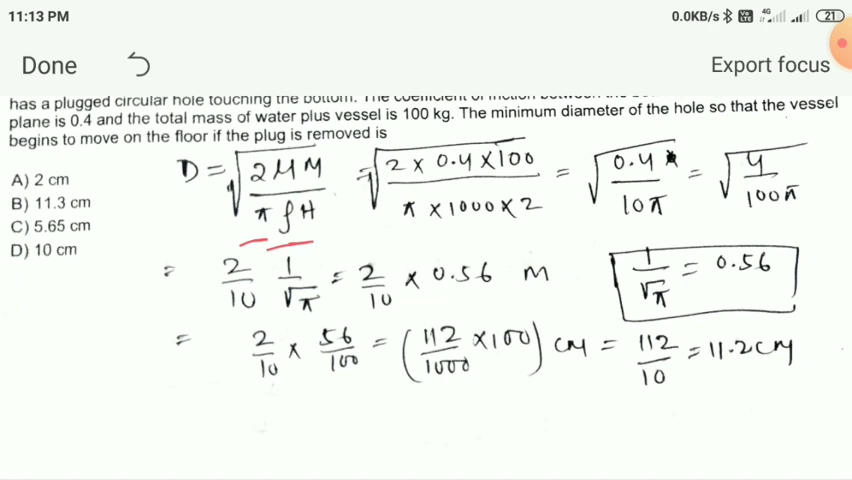 11:13 PM 0.0KB/s Vo LTE 4G 21
Done Export focus
has a plugged circular hole touching the bottom. The coefficient of friction between the
plane is 0.4 and the total mass of water plus vessel is 100 kg. The minimum diameter of the hole so that the vessel
begins to move on the floor if the plug is removed is
A) 2 cm
B) 11.3 cm
C) 5.65 cm
D) 10 cm
D = √(2μM / πρH) = √(2 × 0.4 × 100 / π × 1000 × 2) = √(0.4 / 10π) = √(4 / 100π)
= 2/10 1/√π = 2/10 × 0.56 m
1/√π = 0.56
= 2/10 × 56/100 = (112/1000 × 100) cm = 112/10 = 11.2 cm